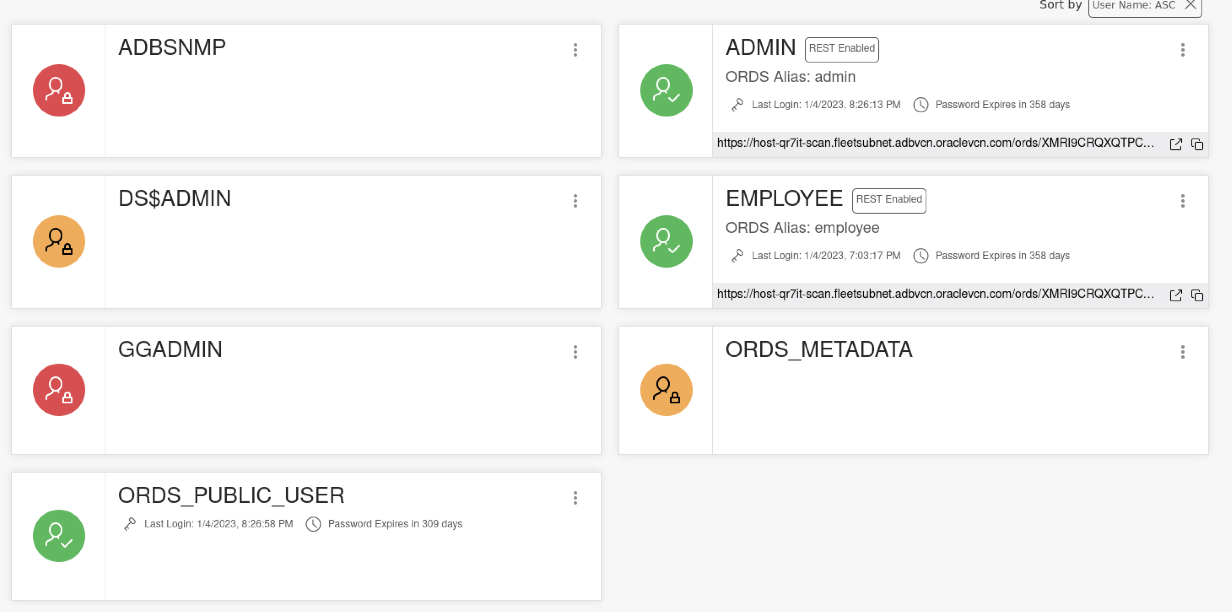 Sort by User Name: ASC
ADBSNMP
ADMIN REST Enabled
ORDS Alias: admin
Last Login: 1/4/2023, 8:26:13 PM Password Expires in 358 days
https://host-qr7it-scan.fleetsubnet.adbvcn.oraclevcn.com/ords/XMRI9CRQXQTPC...
DS$ADMIN
EMPLOYEE REST Enabled
ORDS Alias: employee
Last Login: 1/4/2023, 7:03:17 PM Password Expires in 358 days
https://host-qr7it-scan.fleetsubnet.adbvcn.oraclevcn.com/ords/XMRI9CRQXQTPC...
GGADMIN
ORDS_METADATA
ORDS_PUBLIC_USER
Last Login: 1/4/2023, 8:26:58 PM Password Expires in 309 days